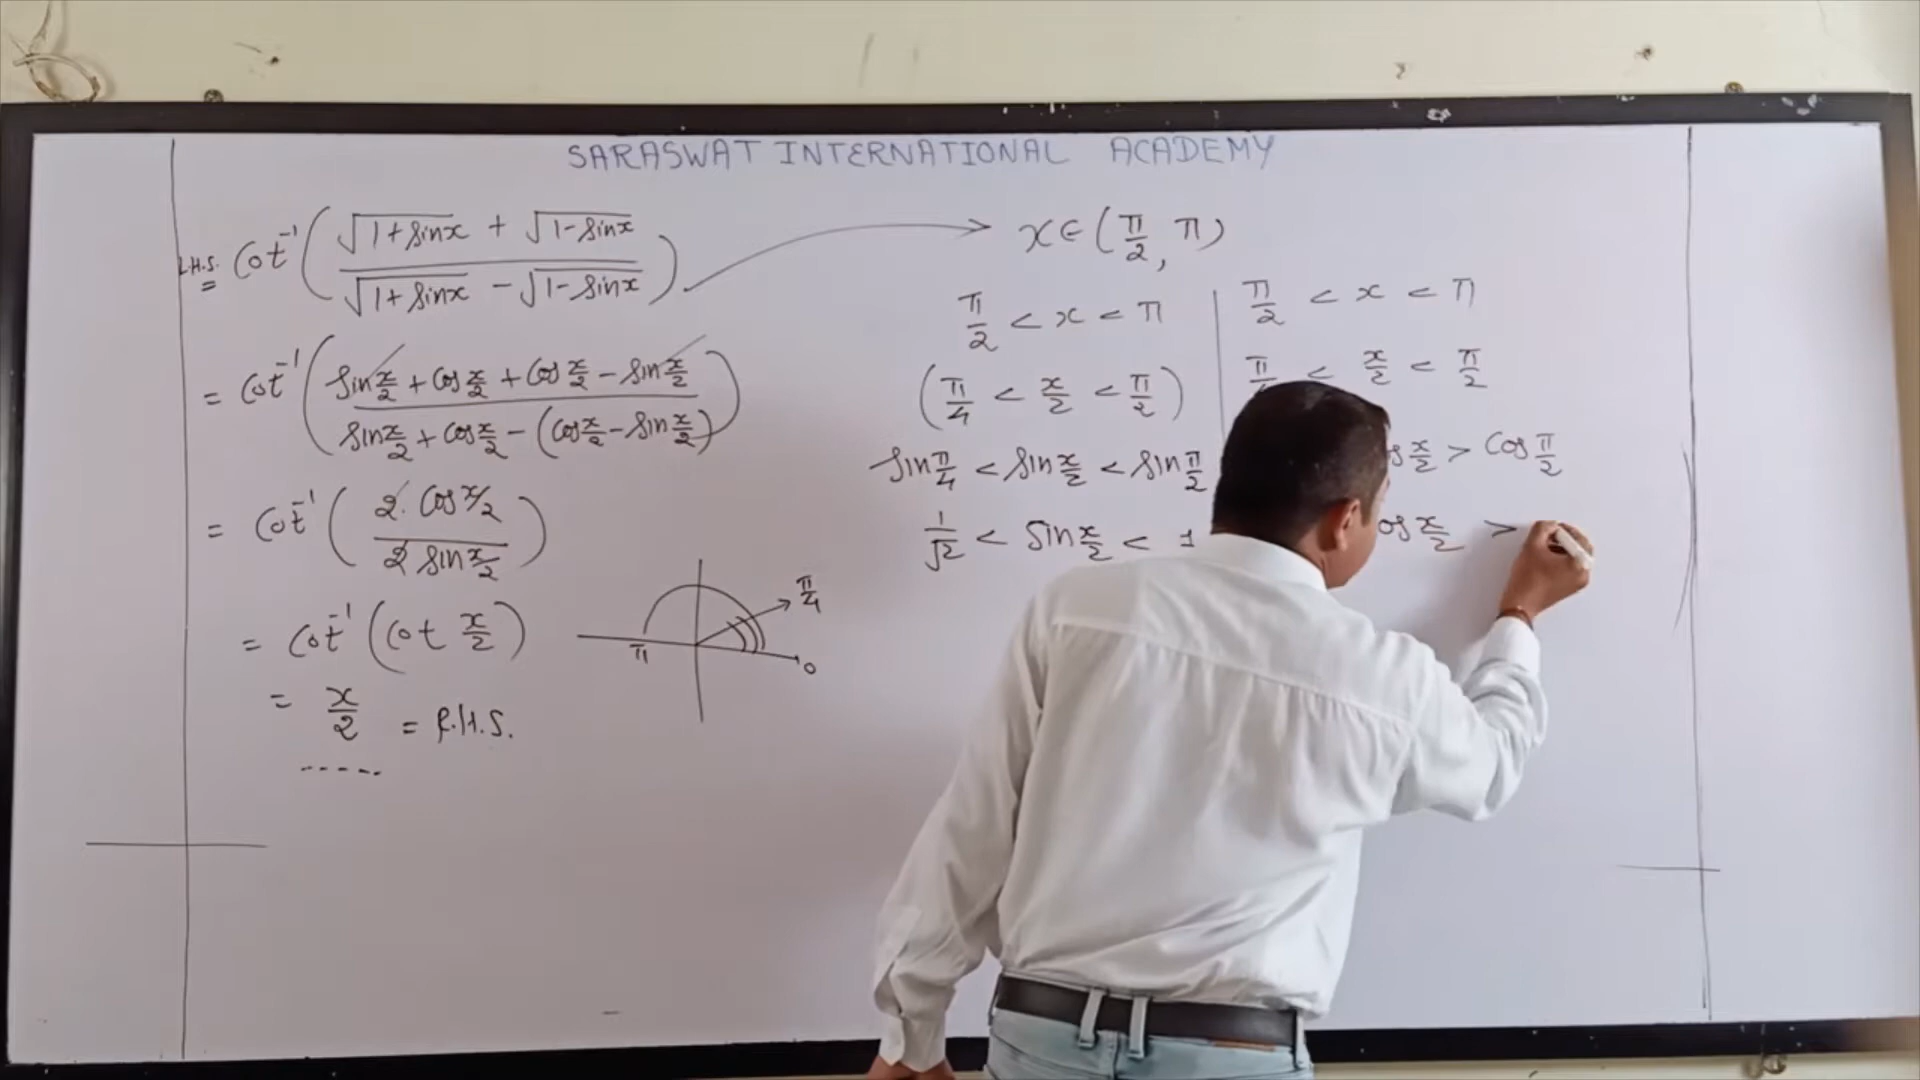 SARASWAT INTERNATIONAL ACADEMY
L.H.S. = Cot⁻¹ ( (√(1+sinx) + √(1-sinx)) / (√(1+sinx) - √(1-sinx)) )
= Cot⁻¹ ( (sin x/2 + Cos x/2 + Cos x/2 - sin x/2) / (sin x/2 + Cos x/2 - (Cos x/2 - sin x/2)) )
= Cot⁻¹ ( (2. Cos x/2) / (2 sin x/2) )
= Cot⁻¹ (Cot x/2)
= x/2 = R.H.S.
π/4
π
0
x ∈ (π/2, π)
π/2 < x < π
(π/4 < x/2 < π/2)
sin π/4 < sin x/2 < sin π/2
1/√2 < sin x/2 < 1
π/2 < x < π
< x/2 < π/2
x/2 > Cos π/2
x/2 >